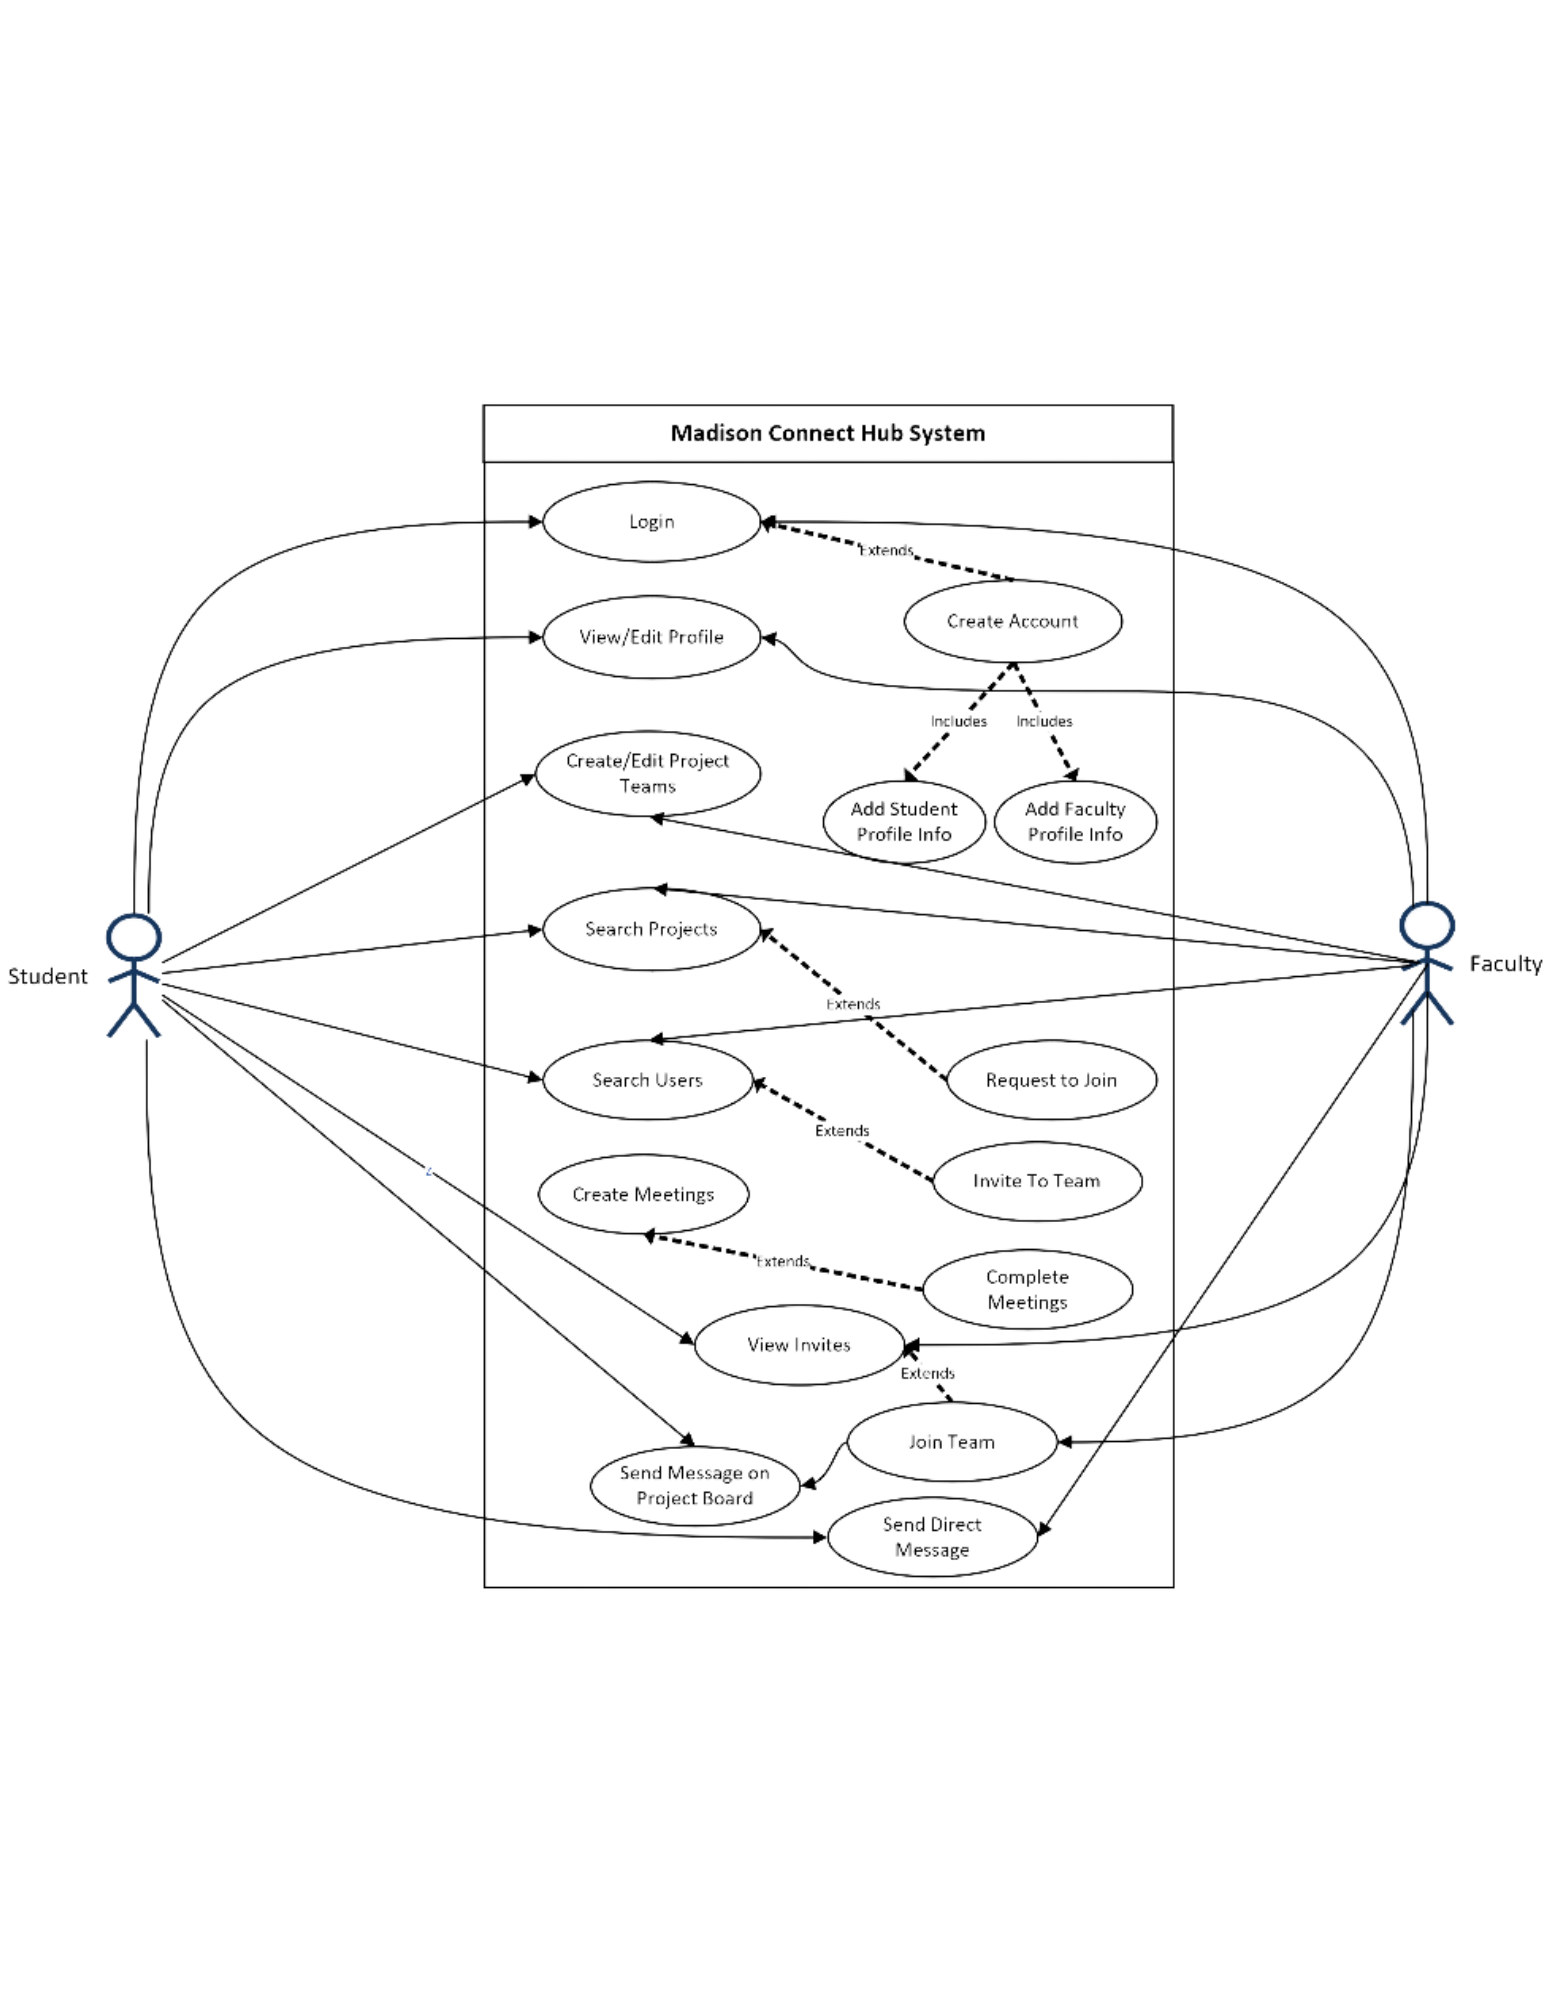 Madison Connect Hub System
Login
Extends
Create Account
View/Edit Profile
Includes
Includes
Create/Edit Project
Teams
Add Student
Profile Info
Add Faculty
Profile Info
Search Projects
Student
Faculty
Extends
Search Users
Request to Join
Extends
Invite To Team
Create Meetings
Extends
Complete
Meetings
View Invites
Extends
Join Team
Send Message on
Project Board
Send Direct
Message